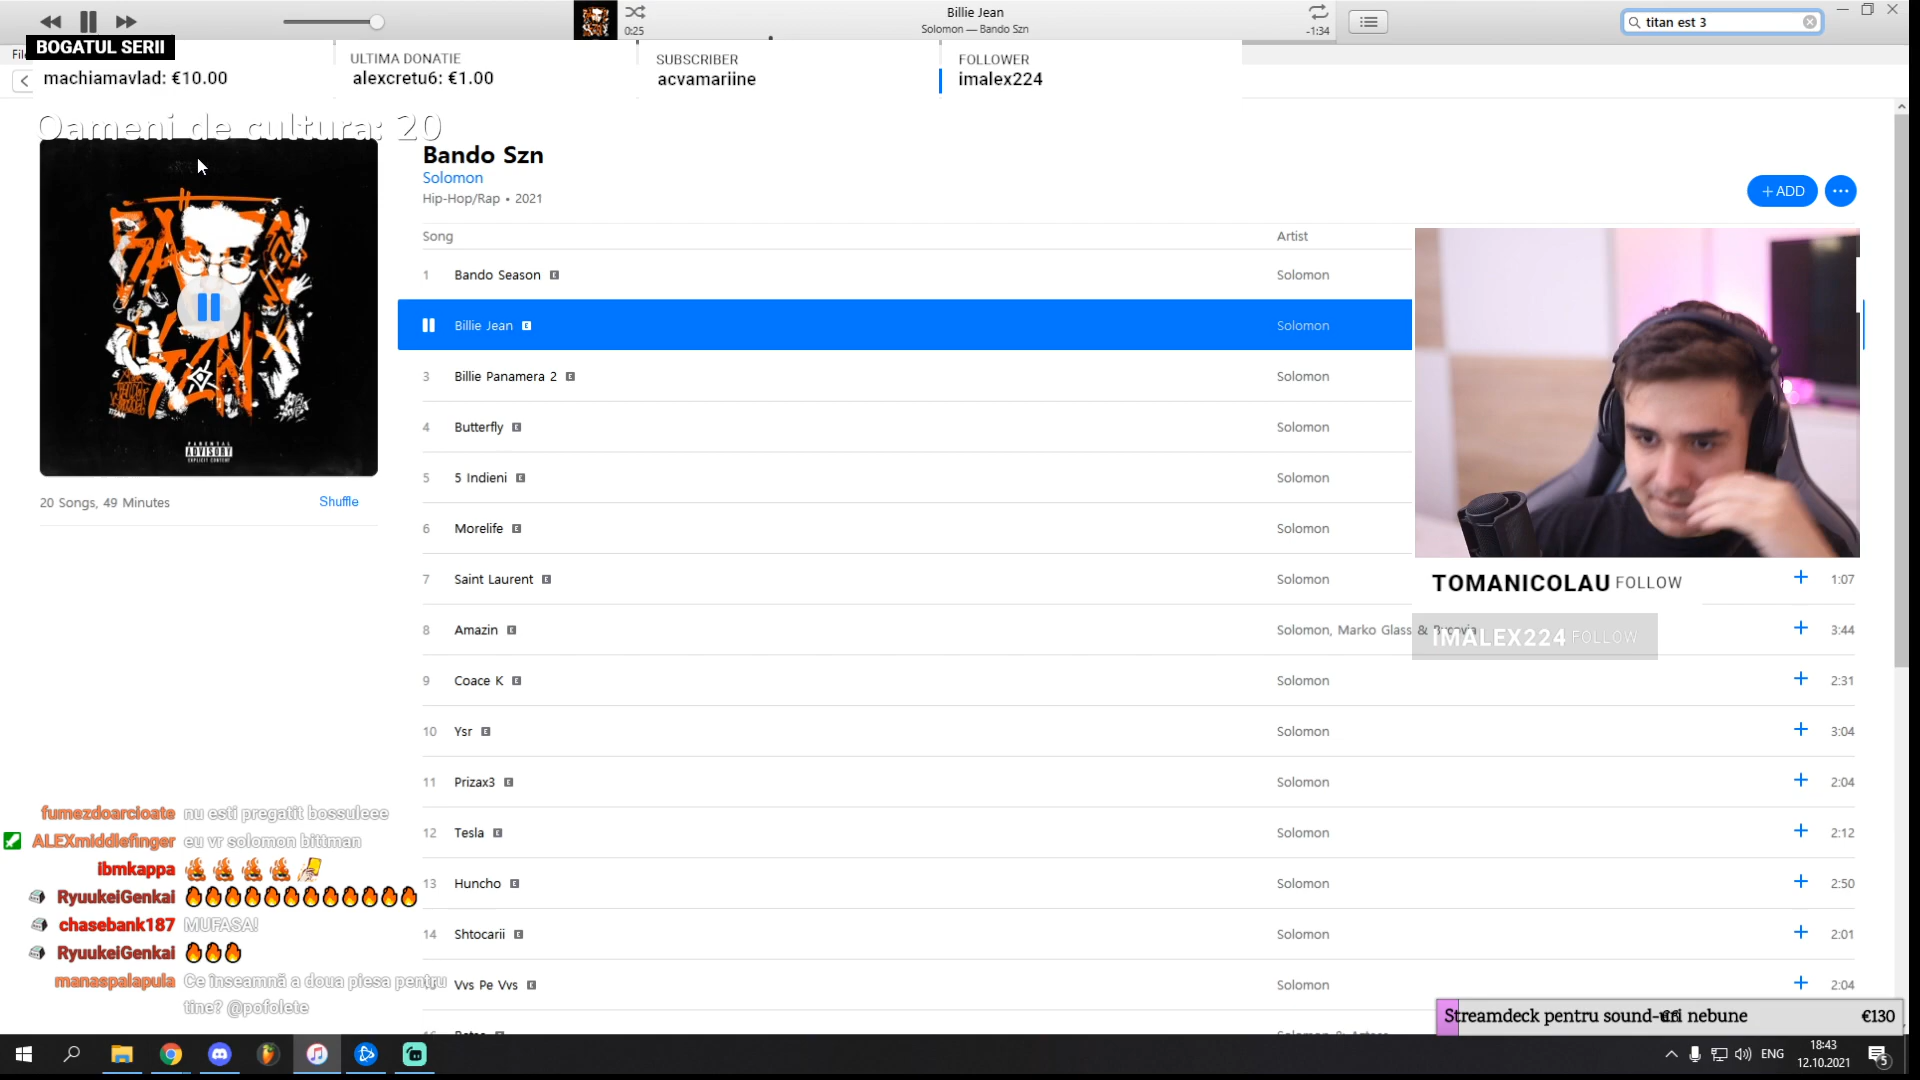 0:25
Billie Jean
Solomon — Bando Szn
-1:34
titan est 3
BOGATUL SERII
machiamavlad: €10.00
ULTIMA DONATIE
alexcretu6: €1.00
SUBSCRIBER
acvamariine
FOLLOWER
imalex224
Oameni de cultura: 20
Bando Szn
Solomon
Hip-Hop/Rap • 2021
+ ADD
Song
Artist
1 Bando Season E Solomon
Billie Jean E Solomon
3 Billie Panamera 2 E Solomon
4 Butterfly E Solomon
5 5 Indieni E Solomon
6 Morelife E Solomon
7 Saint Laurent E Solomon + 1:07
8 Amazin E Solomon, Marko Glass & + 3:44
9 Coace K E Solomon + 2:31
10 Ysr E Solomon + 3:04
11 Prizax3 E Solomon + 2:04
12 Tesla E Solomon + 2:12
13 Huncho E Solomon + 2:50
14 Shtocarii E Solomon + 2:01
Vvs Pe Vvs E Solomon + 2:04
PARENTAL
ADVISORY
EXPLICIT CONTENT
20 Songs, 49 Minutes
Shuffle
TOMANICOLAU FOLLOW
IMALEX224 FOLLOW
fumezdoarcioate nu esti pregatit bossuleee
ALEXmiddlefinger eu vr solomon bittman
ibmkappa
RyuukeiGenkai
chasebank187 MUFASA!
RyuukeiGenkai
manaspalapula Ce înseamnă a doua piesa pentru
tine? @pofolete
Streamdeck pentru sound-uri nebune
€130
ENG
18:43
12.10.2021
5